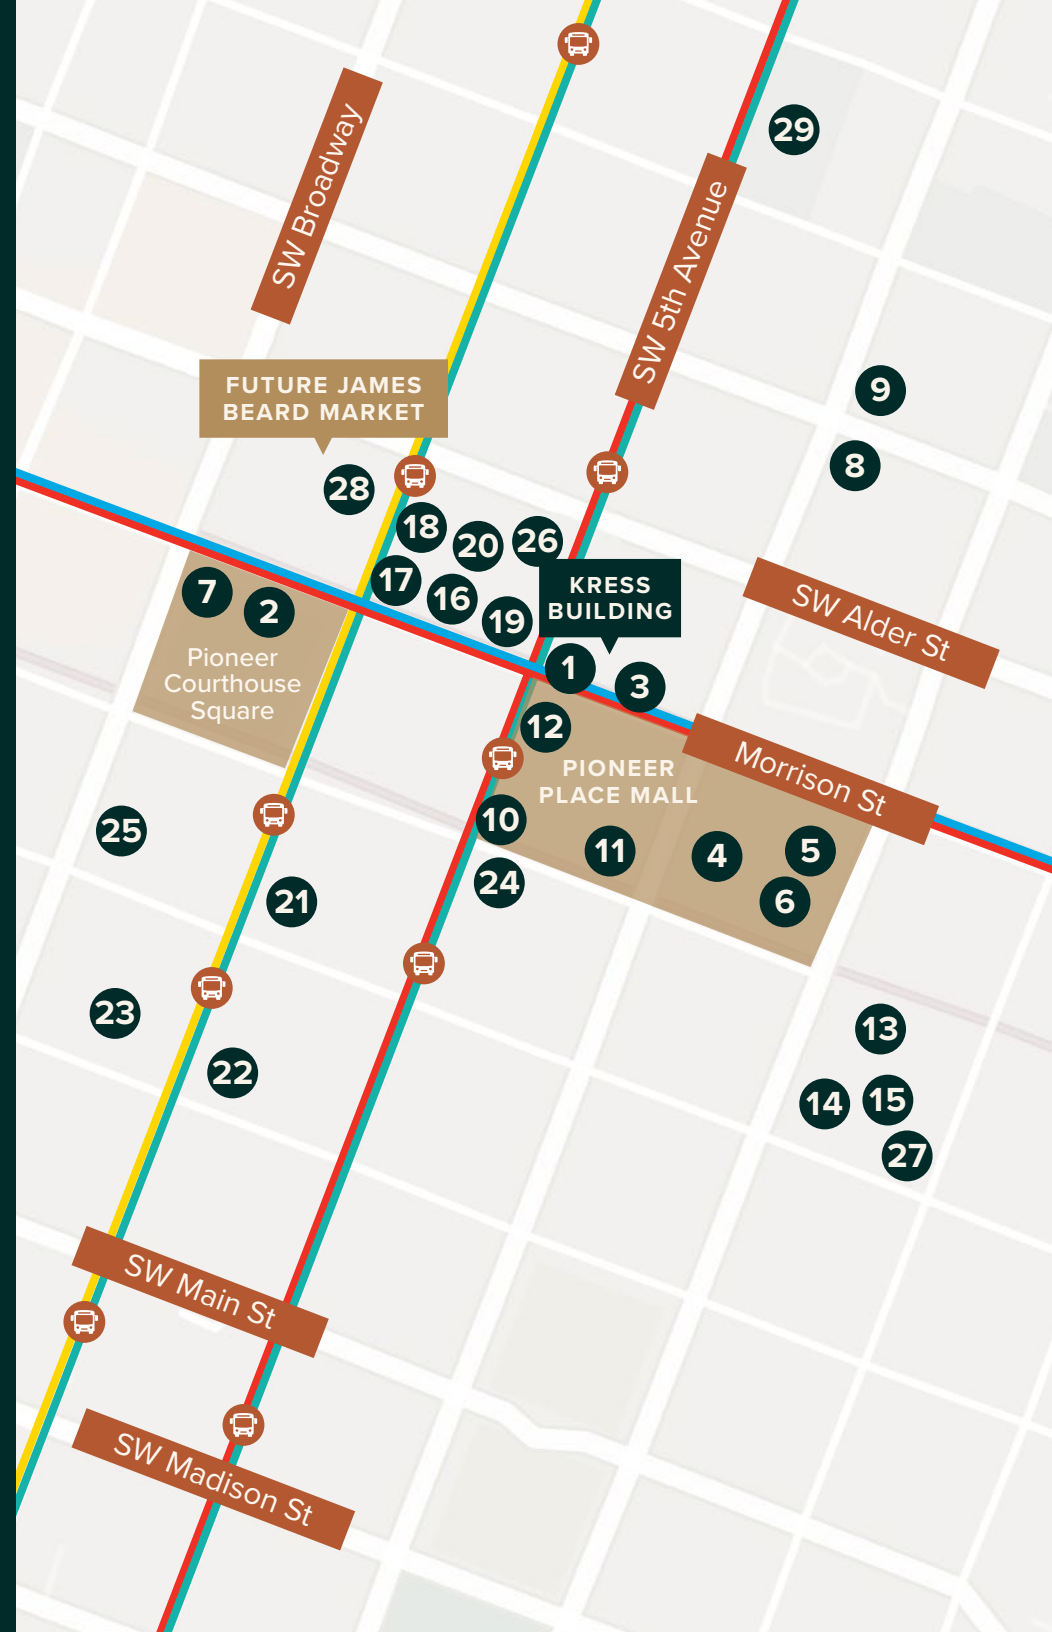 29
SW Broadway
SW 5th Avenue
FUTURE JAMES
BEARD MARKET
9
8
28
18
20
26
17
16
19
KRESS
BUILDING
SW Alder St
7
2
Pioneer
Courthouse
Square
1
3
12
PIONEER
PLACE MALL
Morrison St
10
11
4
5
6
25
24
21
23
22
13
14
15
27
SW Main St
SW Madison St